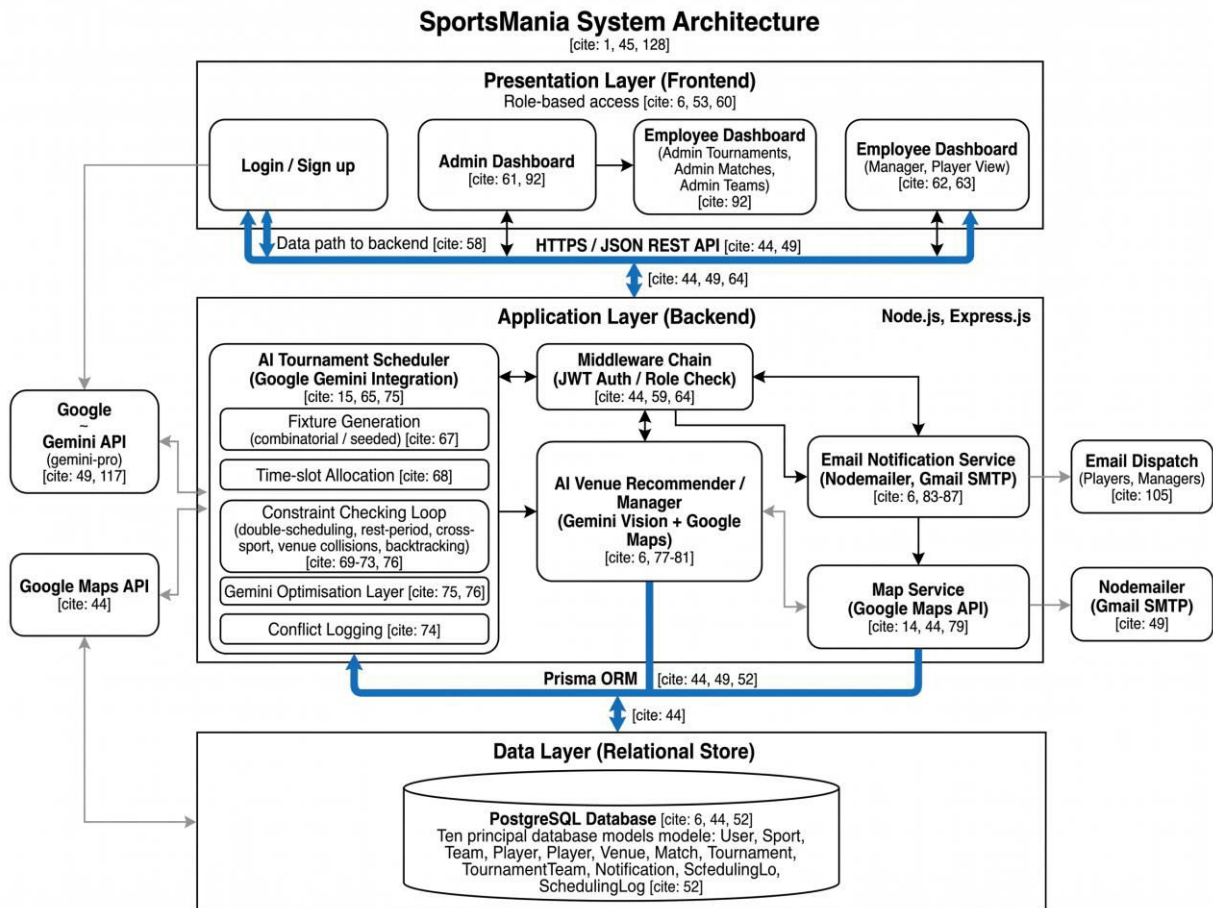 SportsMania System Architecture
[cite: 1, 45, 128]
Presentation Layer (Frontend)
Role-based access [cite: 6, 53, 60]
Login / Sign up
Admin Dashboard
[cite: 61, 92]
Employee Dashboard
(Admin Tournaments,
Admin Matches,
Admin Teams)
[cite: 92]
Employee Dashboard
(Manager, Player View)
[cite: 62, 63]
Data path to backend [cite: 58]
HTTPS / JSON REST API [cite: 44, 49]
[cite: 44, 49, 64]
Application Layer (Backend)
Node.js, Express.js
AI Tournament Scheduler
(Google Gemini Integration)
[cite: 15, 65, 75]
Fixture Generation
(combinatorial / seeded) [cite: 67]
Time-slot Allocation [cite: 68]
Constraint Checking Loop
(double-scheduling, rest-period, cross-
sport, venue collisions, backtracking)
[cite: 69-73, 76]
Gemini Optimisation Layer [cite: 75, 76]
Conflict Logging [cite: 74]
Middleware Chain
(JWT Auth / Role Check)
[cite: 44, 59, 64]
AI Venue Recommender /
Manager
(Gemini Vision + Google
Maps)
[cite: 6, 77-81]
Email Notification Service
(Nodemailer, Gmail SMTP)
[cite: 6, 83-87]
Map Service
(Google Maps API)
[cite: 14, 44, 79]
Google
~
Gemini API
(gemini-pro)
[cite: 49, 117]
Google Maps API
[cite: 44]
Email Dispatch
(Players, Managers)
[cite: 105]
Nodemailer
(Gmail SMTP)
[cite: 49]
Prisma ORM [cite: 44, 49, 52]
[cite: 44]
Data Layer (Relational Store)
PostgreSQL Database [cite: 6, 44, 52]
Ten principal database models modele: User, Sport,
Team, Player, Player, Venue, Match, Tournament,
TournamentTeam, Notification, ScfedulingLo,
SchedulingLog [cite: 52]